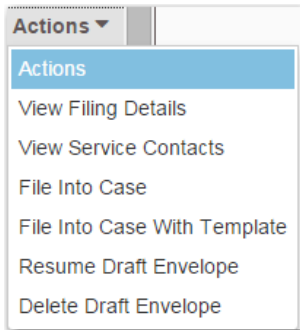 Actions
Actions
View Filing Details
View Service Contacts
File Into Case
File Into Case With Template
Resume Draft Envelope
Delete Draft Envelope